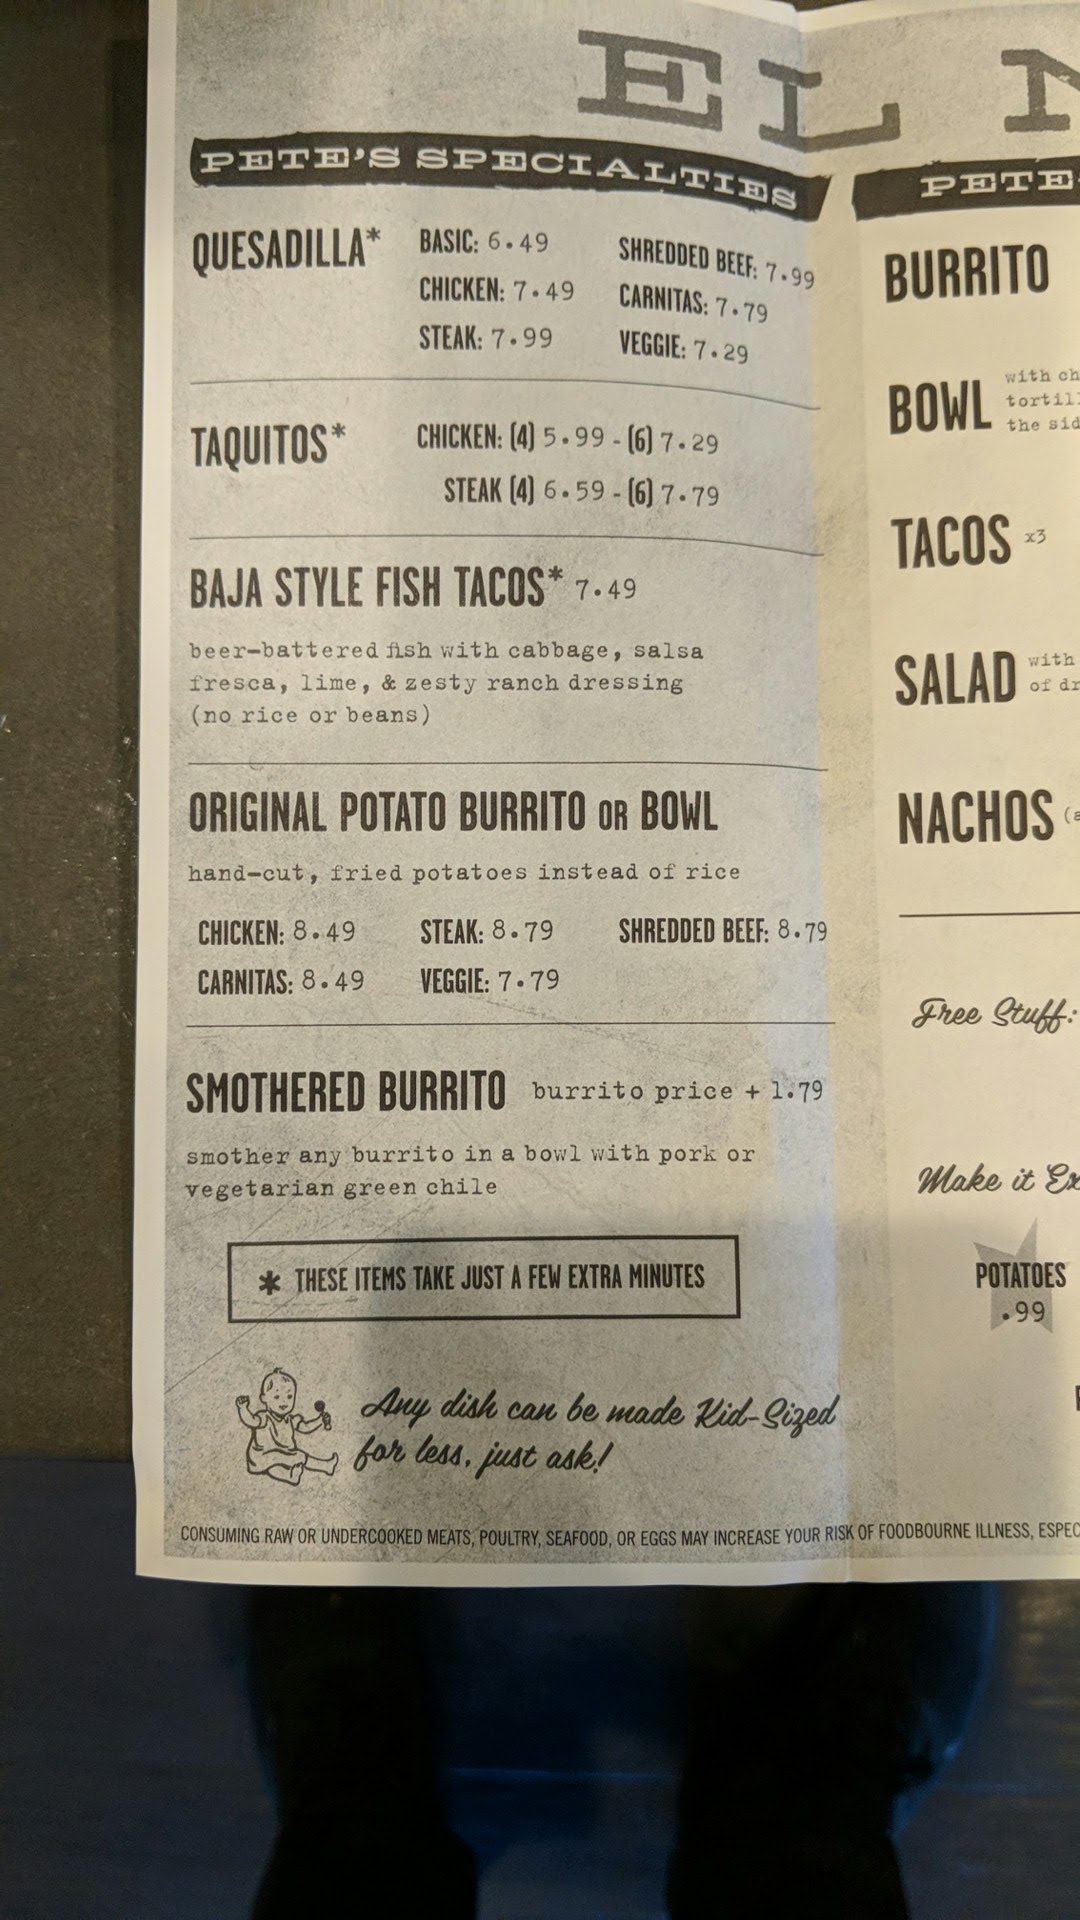 EL
PETE'S SPECIALTIES
QUESADILLA*
BASIC: 6.49
SHREDDED BEEF: 7.99
CHICKEN: 7.49
CARNITAS: 7.79
STEAK: 7.99
VEGGIE: 7.29
TAQUITOS*
CHICKEN: (4) 5.99 - (6) 7.29
STEAK (4) 6.59 - (6) 7.79
BAJA STYLE FISH TACOS* 7.49
beer-battered fish with cabbage, salsa
fresca, lime, & zesty ranch dressing
(no rice or beans)
ORIGINAL POTATO BURRITO OR BOWL
hand-cut, fried potatoes instead of rice
CHICKEN: 8.49 STEAK: 8.79 SHREDDED BEEF: 8.79
CARNITAS: 8.49 VEGGIE: 7.79
SMOTHERED BURRITO burrito price + 1.79
smother any burrito in a bowl with pork or
vegetarian green chile
* THESE ITEMS TAKE JUST A FEW EXTRA MINUTES
Any dish can be made Kid-Sized
for less, just ask!
PETE
BURRITO
BOWL
with
the
TACOS x3
SALAD
with
of
NACHOS
Free Stuff:
Make it
POTATOES
.99
CONSUMING RAW OR UNDERCOOKED MEATS, POULTRY, SEAFOOD, OR EGGS MAY INCREASE YOUR RISK OF FOODBOURNE ILLNESS,